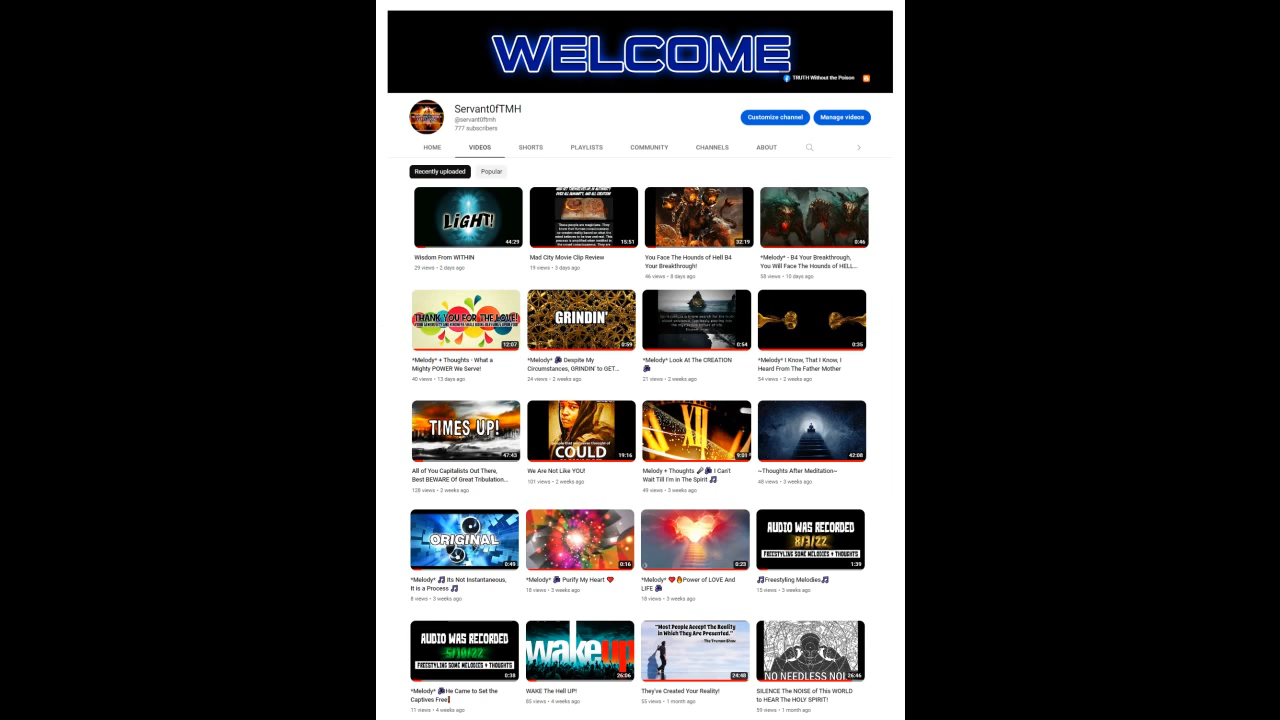 WELCOME
TRUTH Without the Poison
Servant0fTMH
@servant0ftmh
777 subscribers
Customize channel
Manage videos
HOME VIDEOS SHORTS PLAYLISTS COMMUNITY CHANNELS ABOUT
Recently uploaded Popular
LiGHT!
44:29
15:51
32:19
0:46
Wisdom From WITHIN
29 views • 2 days ago
Mad City Movie Clip Review
19 views • 3 days ago
You Face The Hounds of Hell B4
Your Breakthrough!
46 views • 8 days ago
*Melody* - B4 Your Breakthrough,
You Will Face The Hounds of HELL...
58 views • 10 days ago
THANK YOU FOR THE LOVE!
12:07
GRINDIN'
0:59
0:54
0:35
*Melody* + Thoughts - What a
Mighty POWER We Serve!
40 views • 13 days ago
*Melody* Despite My
Circumstances, GRINDIN' to GET...
24 views • 2 weeks ago
*Melody* Look At The CREATION
21 views • 2 weeks ago
*Melody* I Know, That I Know, I
Heard From The Father Mother
54 views • 2 weeks ago
TIMES UP!
47:43
COULD
19:16
9:01
42:08
All of You Capitalists Out There,
Best BEWARE Of Great Tribulation...
128 views • 2 weeks ago
We Are Not Like YOU!
101 views • 2 weeks ago
Melody + Thoughts 🎤 I Can't
Wait Till I'm in The Spirit 🎵
49 views • 3 weeks ago
~Thoughts After Meditation~
48 views • 3 weeks ago
ORIGINAL
0:49
0:16
0:23
AUDIO WAS RECORDED
8/3/22
FREESTYLING SOME MELODIES + THOUGHTS
1:39
*Melody* 🎵 Its Not Instantaneous,
It is a Process 🎵
8 views • 3 weeks ago
*Melody* Purify My Heart ❤
18 views • 3 weeks ago
*Melody* ❤🔥Power of LOVE And
LIFE
18 views • 3 weeks ago
🎵Freestyling Melodies🎵
15 views • 3 weeks ago
AUDIO WAS RECORDED
5/10/22
FREESTYLING SOME MELODIES + THOUGHTS
0:38
wake up
26:06
"Most People Accept The Reality
in Which They Are Presented."
The Truman Show
24:48
NO NEEDLESS NOI
26:46
*Melody* He Came to Set the
Captives Free
11 views • 4 weeks ago
WAKE The Hell UP!
85 views • 4 weeks ago
They've Created Your Reality!
55 views • 1 month ago
SILENCE The NOISE of This WORLD
to HEAR The HOLY SPIRIT!
59 views • 1 month ago